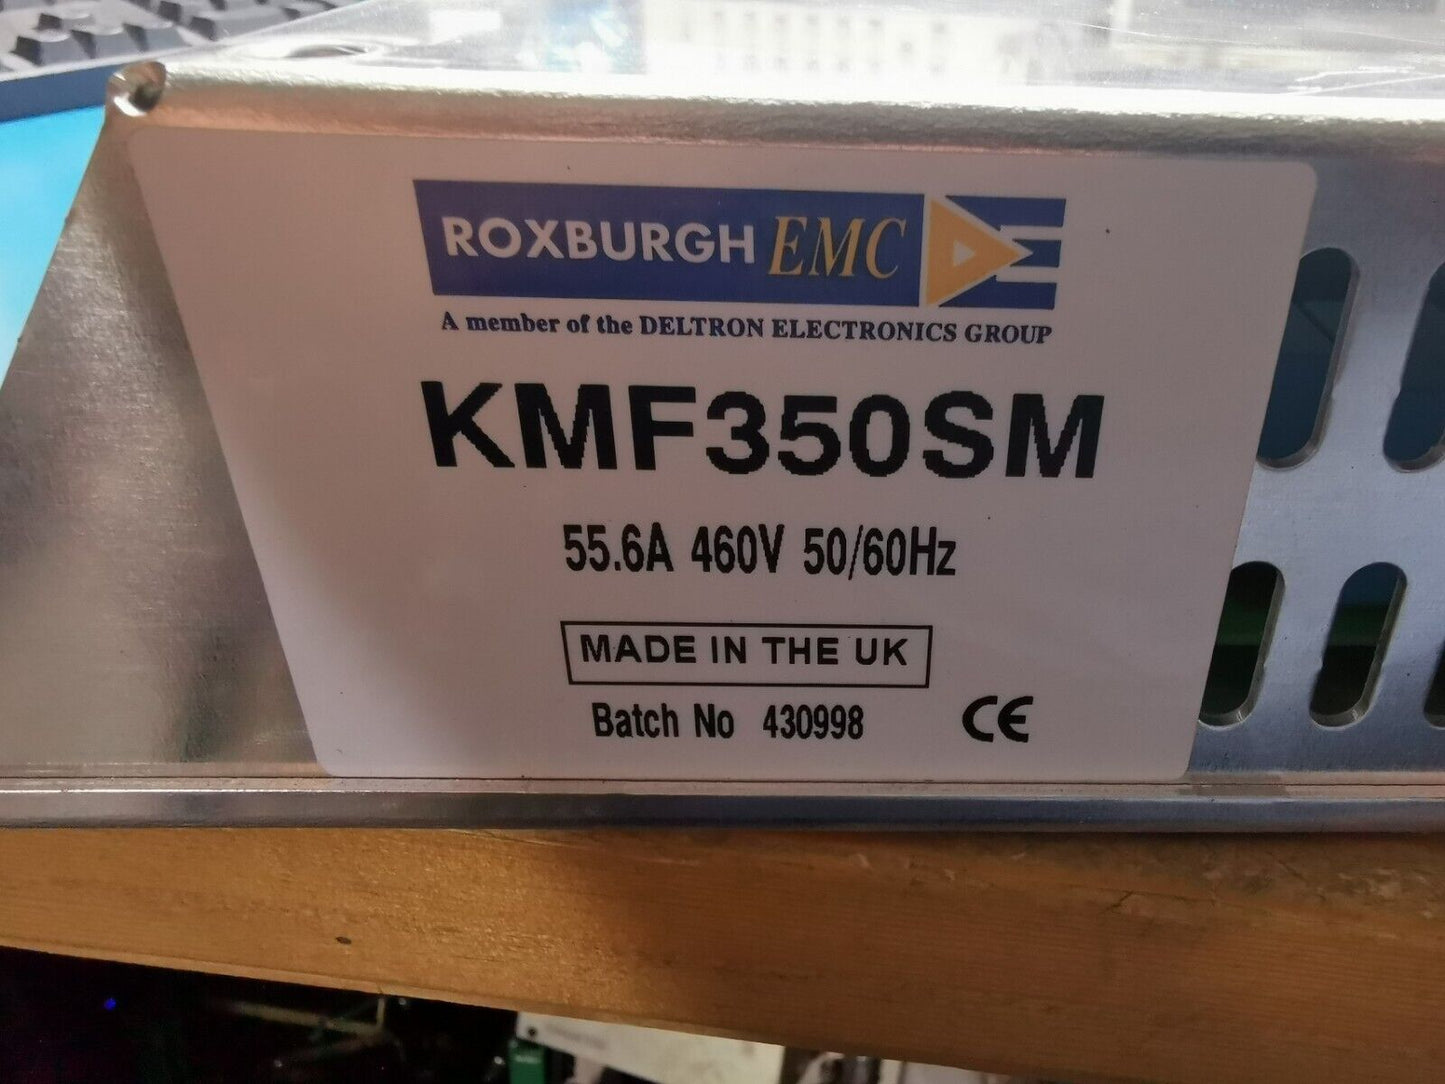 ROXBURGH EMC
A member of the DELTRON ELECTRONICS GROUP
KMF350SM
55.6A 460V 50/60Hz
MADE IN THE UK
Batch No 430998 CE